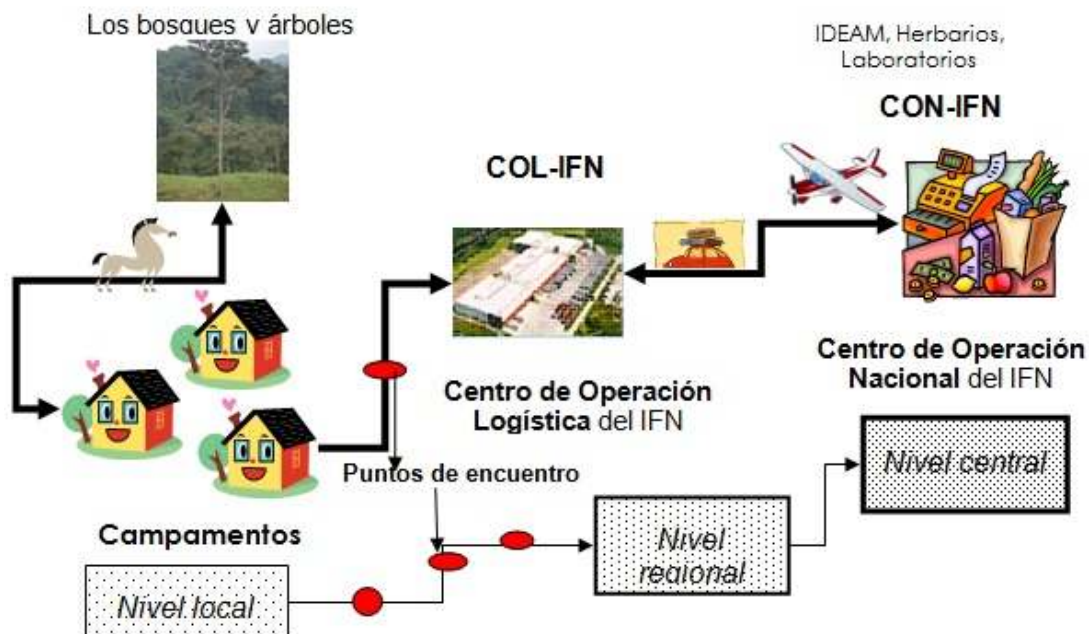 Los bosques y árboles
IDEAM, Herbarios,
Laboratorios
CON-IFN
COL-IFN
Centro de Operación
Logística del IFN
Centro de Operación
Nacional del IFN
Puntos de encuentro
Campamentos
Nivel local
Nivel
regional
Nivel central